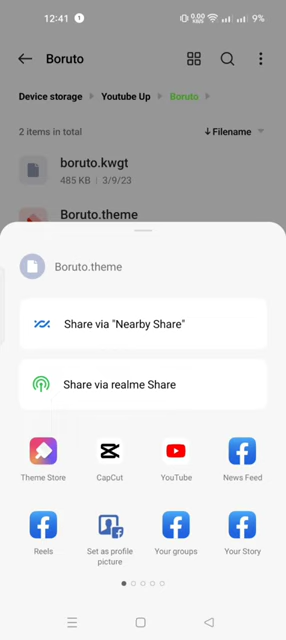 12:41 1 0.00 KB/s 9%
Boruto
Device storage Youtube Up Boruto
2 items in total Filename
boruto.kwgt
485 KB | 3/9/23
Boruto.theme
Boruto.theme
Share via "Nearby Share"
Share via realme Share
Theme Store CapCut YouTube News Feed
Reels Set as profile picture Your groups Your Story